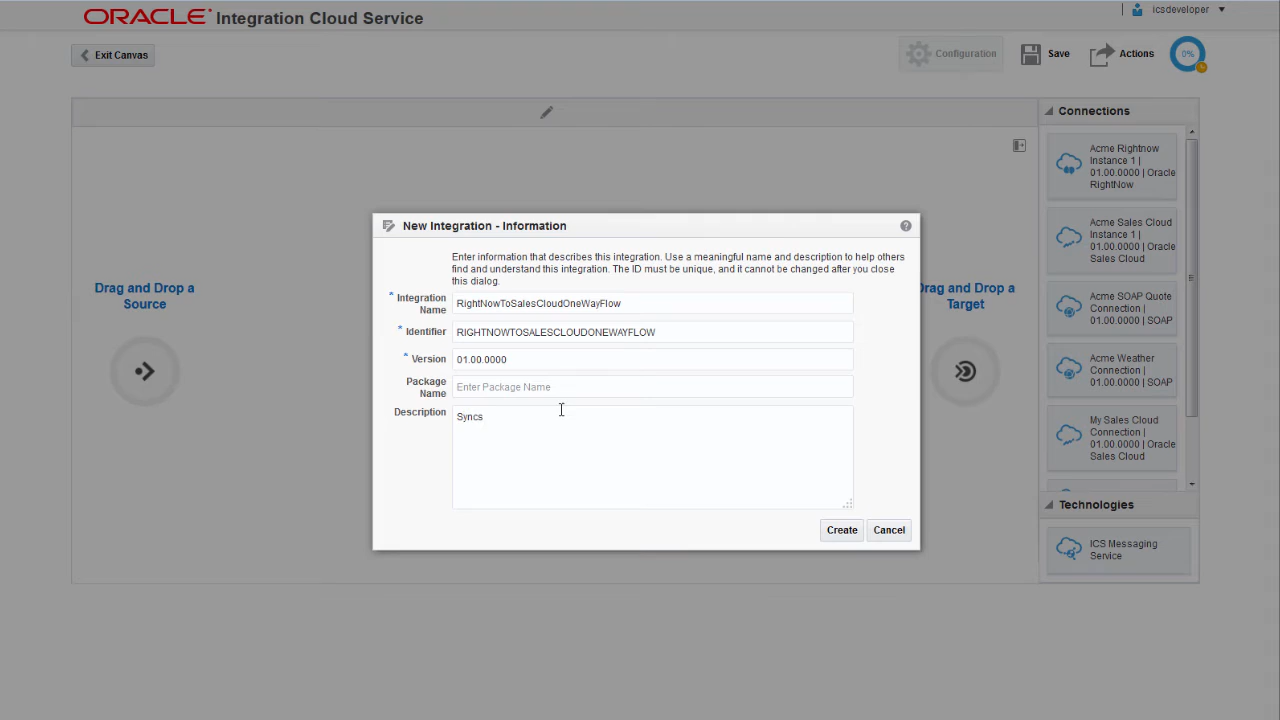 ORACLE® Integration Cloud Service
icsdeveloper
Exit Canvas
Configuration
Save
Actions
0%
Connections
Acme Rightnow
Instance 1 |
01.00.0000 | Oracle
RightNow
Acme Sales Cloud
Instance 1 |
01.00.0000 | Oracle
Sales Cloud
Acme SOAP Quote
Connection |
01.00.0000 | SOAP
Acme Weather
Connection |
01.00.0000 | SOAP
My Sales Cloud
Connection |
01.00.0000 | Oracle
Sales Cloud
Technologies
ICS Messaging
Service
Drag and Drop a
Source
Drag and Drop a
Target
New Integration - Information
Enter information that describes this integration. Use a meaningful name and description to help others
find and understand this integration. The ID must be unique, and it cannot be changed after you close
this dialog.
* Integration Name RightNowToSalesCloudOneWayFlow
* Identifier RIGHTNOWTOSALESCLOUDONEWAYFLOW
* Version 01.00.0000
Package Name Enter Package Name
Description Syncs
Create
Cancel